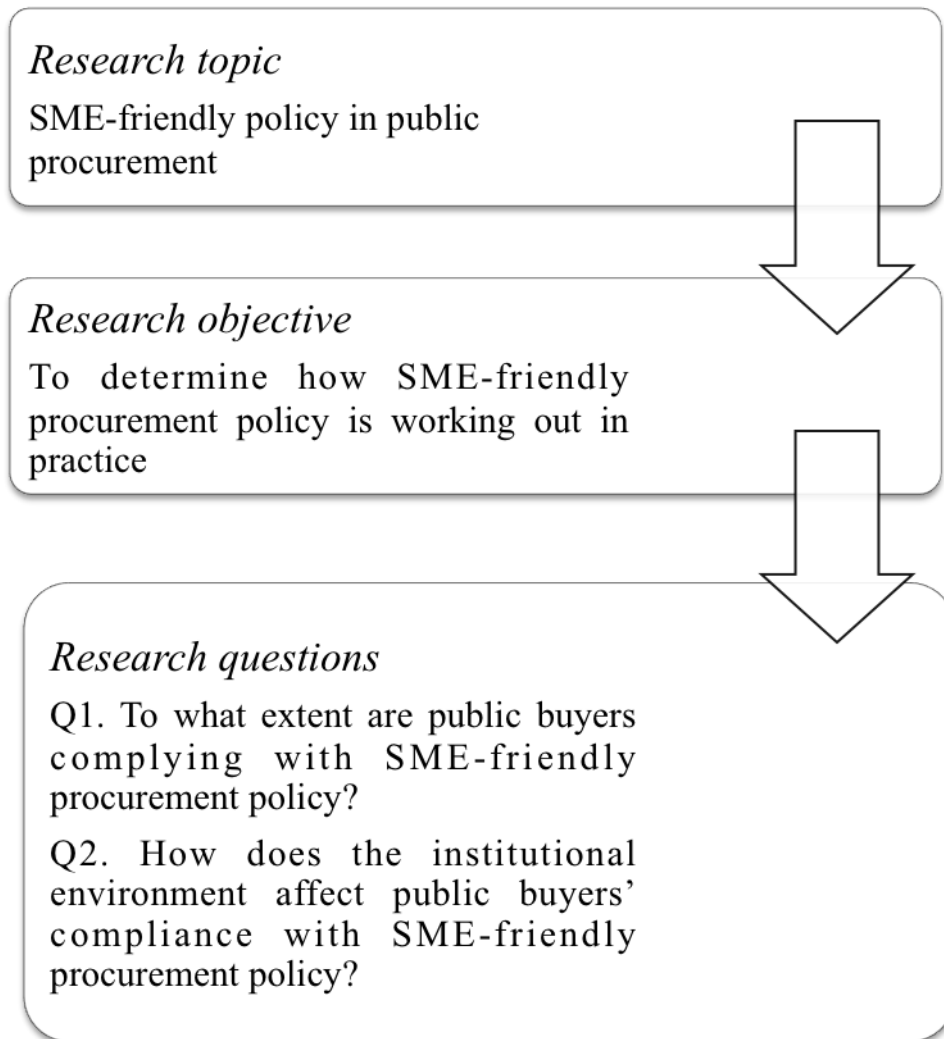 Research topic
SME-friendly policy in public
procurement
Research objective
To determine how SME-friendly
procurement policy is working out in
practice
Research questions
Q1. To what extent are public buyers
complying with SME-friendly
procurement policy?
Q2. How does the institutional
environment affect public buyers’
compliance with SME-friendly
procurement policy?